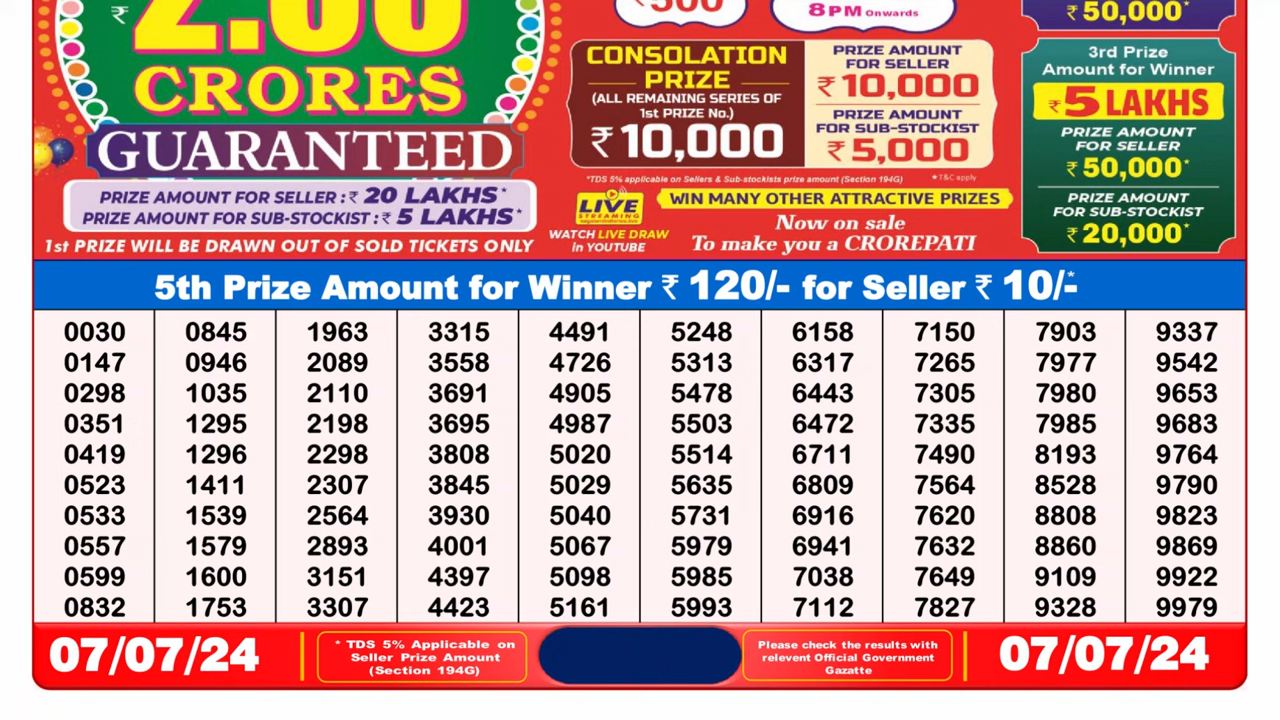 ₹ 2.00
CRORES
GUARANTEED
PRIZE AMOUNT FOR SELLER :₹ 20 LAKHS*
PRIZE AMOUNT FOR SUB-STOCKIST :₹ 5 LAKHS*
1st PRIZE WILL BE DRAWN OUT OF SOLD TICKETS ONLY
₹500
8PM Onwards
CONSOLATION
PRIZE
(ALL REMAINING SERIES OF
1st PRIZE No.)
₹10,000
PRIZE AMOUNT
FOR SELLER
₹10,000
PRIZE AMOUNT
FOR SUB-STOCKIST
₹5,000
*TDS 5% applicable on Sellers & Sub-stockists prize amount (Section 194G)
★T&C apply
LIVE
STREAMING
WATCH LIVE DRAW
in YOUTUBE
WIN MANY OTHER ATTRACTIVE PRIZES
Now on sale
To make you a CROREPATI
₹50,000*
3rd Prize
Amount for Winner
₹5 LAKHS
PRIZE AMOUNT
FOR SELLER
₹50,000*
PRIZE AMOUNT
FOR SUB-STOCKIST
₹20,000*
5th Prize Amount for Winner ₹ 120/- for Seller ₹ 10/-*
0030 0845 1963 3315 4491 5248 6158 7150 7903 9337
0147 0946 2089 3558 4726 5313 6317 7265 7977 9542
0298 1035 2110 3691 4905 5478 6443 7305 7980 9653
0351 1295 2198 3695 4987 5503 6472 7335 7985 9683
0419 1296 2298 3808 5020 5514 6711 7490 8193 9764
0523 1411 2307 3845 5029 5635 6809 7564 8528 9790
0533 1539 2564 3930 5040 5731 6916 7620 8808 9823
0557 1579 2893 4001 5067 5979 6941 7632 8860 9869
0599 1600 3151 4397 5098 5985 7038 7649 9109 9922
0832 1753 3307 4423 5161 5993 7112 7827 9328 9979
07/07/24
* TDS 5% Applicable on
Seller Prize Amount
(Section 194G)
Please check the results with
relevent Official Government
Gazatte
07/07/24